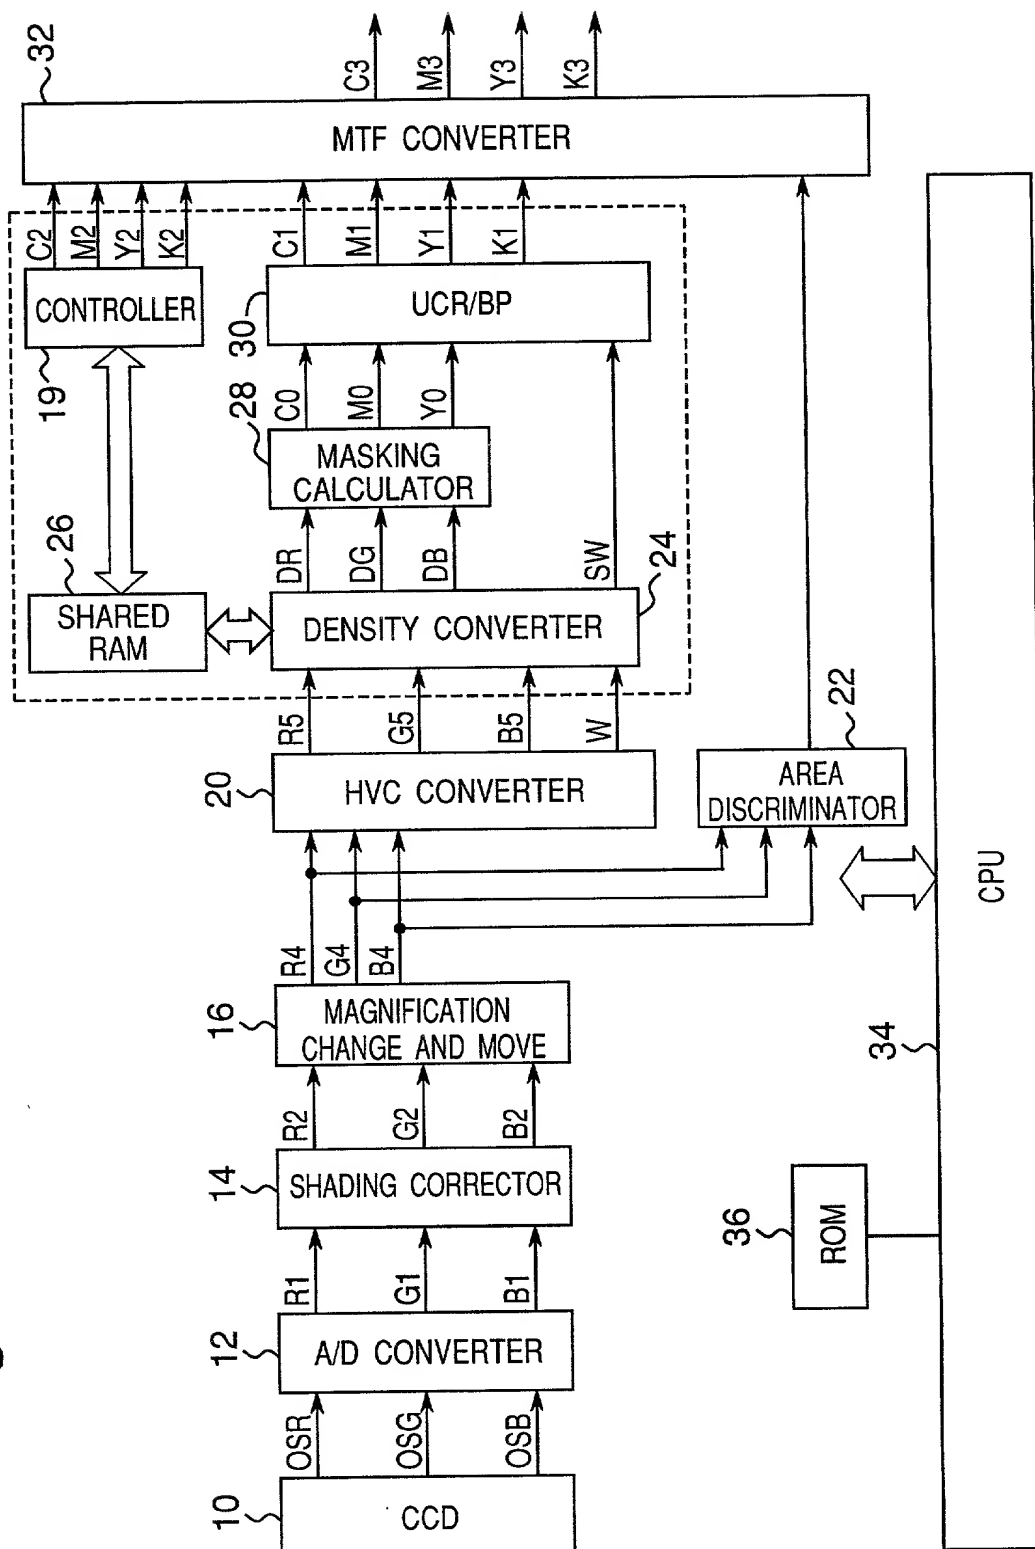 32
C3
M3
Y3
K3
MTF CONVERTER
C2
M2
Y2
K2
C1
M1
Y1
K1
CONTROLLER
19
30
UCR/BP
C0
M0
Y0
28
MASKING
CALCULATOR
26
SHARED
RAM
DR
DG
DB
SW
24
DENSITY CONVERTER
R5
G5
B5
W
20
HVC CONVERTER
22
AREA
DISCRIMINATOR
R4
G4
B4
16
MAGNIFICATION
CHANGE AND MOVE
R2
G2
B2
14
SHADING CORRECTOR
R1
G1
B1
12
A/D CONVERTER
OSR
OSG
OSB
10
CCD
36
ROM
34
CPU